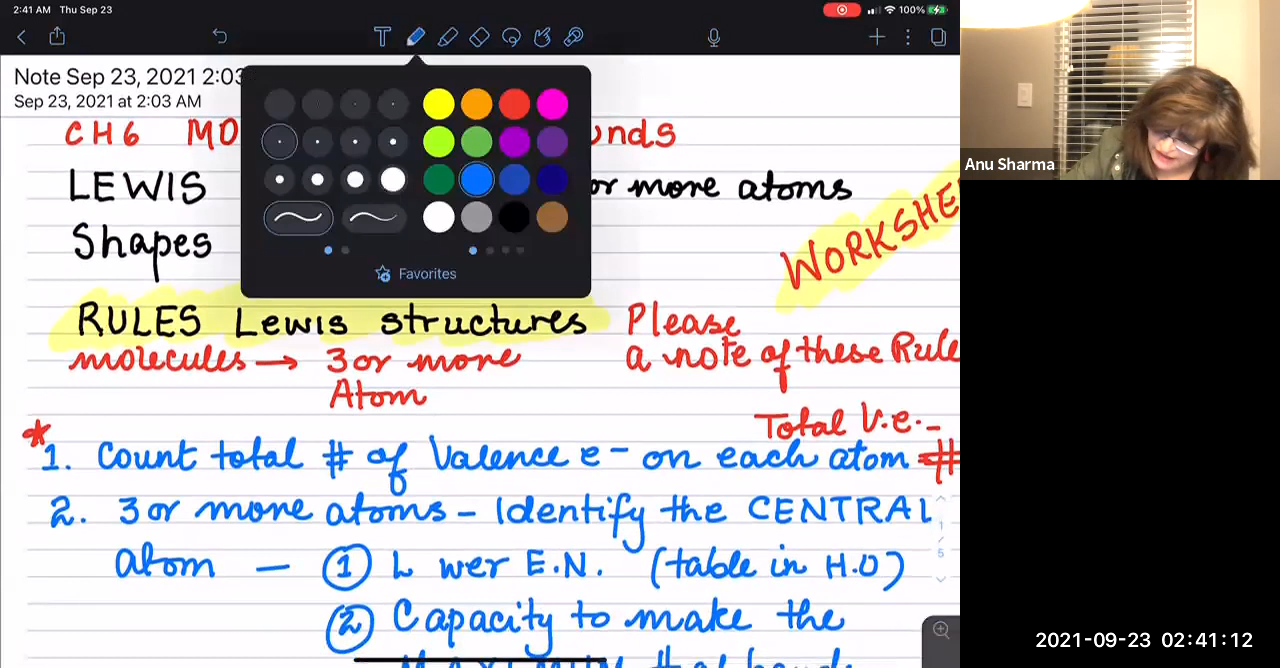 2:41 AM Thu Sep 23
100%
T
Note Sep 23, 2021 2:03
Sep 23, 2021 at 2:03 AM
CH6 MO unds
LEWIS or more atoms
Shapes
WORKSHE
Favorites
RULES Lewis structures Please
molecules → 3 or more a note of these Rule
Atom
Total V.e.-
* 1. Count total # of Valence e- on each atom #
2. 3 or more atoms - Identify the CENTRAL
atom — ① L wer E.N. (table in H.O)
② Capacity to make the
1
/
5
Anu Sharma
2021-09-23 02:41:12